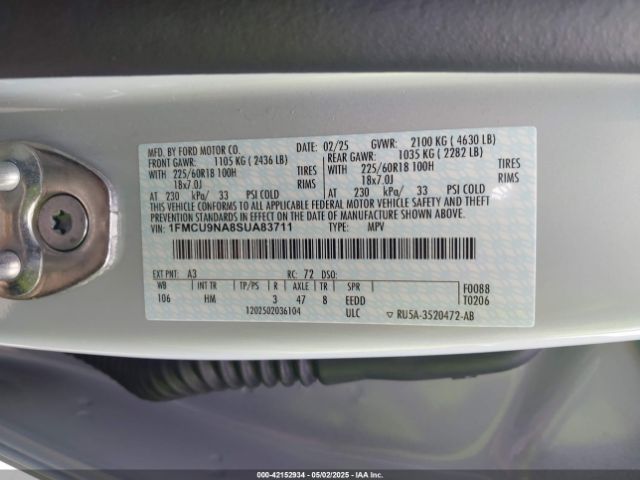 MFD. BY FORD MOTOR CO. DATE: 02/25 GVWR: 2100 KG ( 4630 LB)
FRONT GAWR: 1105 KG ( 2436 LB) REAR GAWR: 1035 KG ( 2282 LB)
WITH 225/60R18 100H TIRES WITH 225/60R18 100H TIRES
18x7.0J RIMS 18x7.0J RIMS
AT 230 kPa/ 33 PSI COLD AT 230 kPa/ 33 PSI COLD
THIS VEHICLE CONFORMS TO ALL APPLICABLE FEDERAL MOTOR VEHICLE SAFETY AND THEFT
PREVENTION STANDARDS IN EFFECT ON THE DATE OF MANUFACTURE SHOWN ABOVE.
VIN: 1FMCU9NA8SUA83711 TYPE: MPV
EXT PNT: A3 RC: 72 DSO: F0088
WB INT TR TP/PS R AXLE TR SPR T0206
106 HM 3 47 8 EEDD
1202502036104 ULC ▽ RU5A-3520472-AB
000-42152934 - 05/02/2025 - IAAI.COM